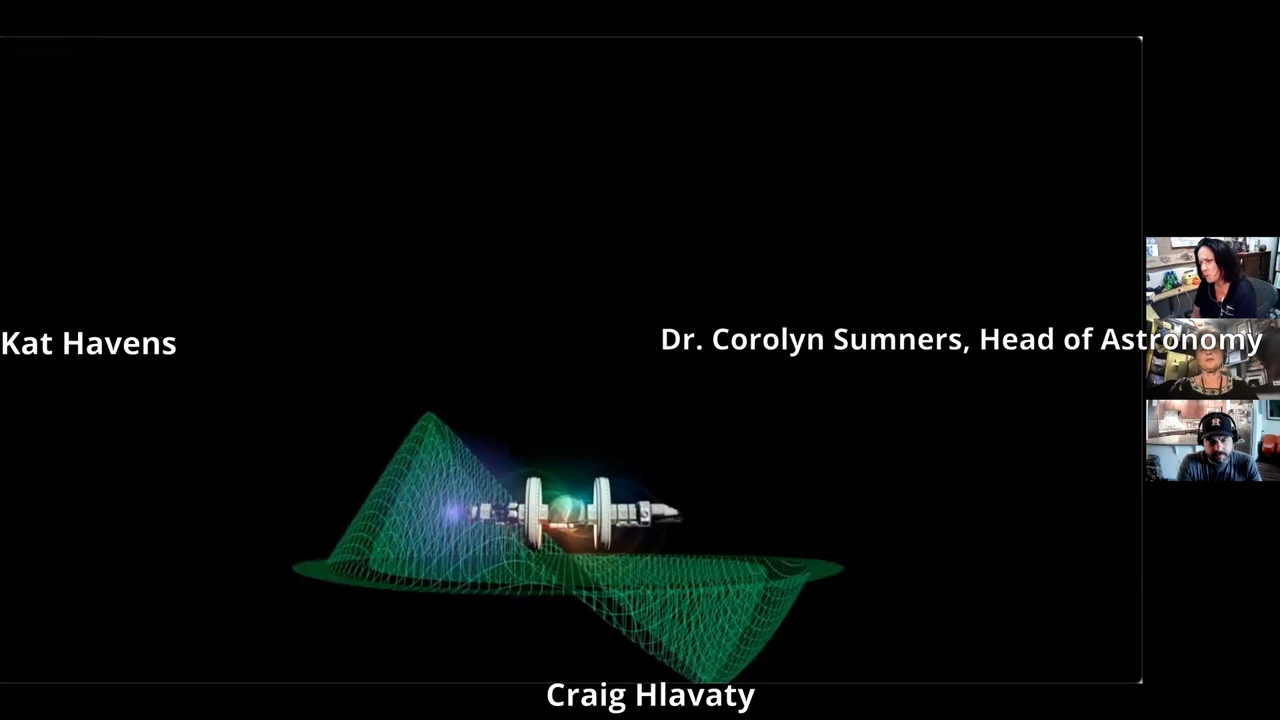 Kat Havens
Dr. Corolyn Sumners, Head of Astronomy
Craig Hlavaty